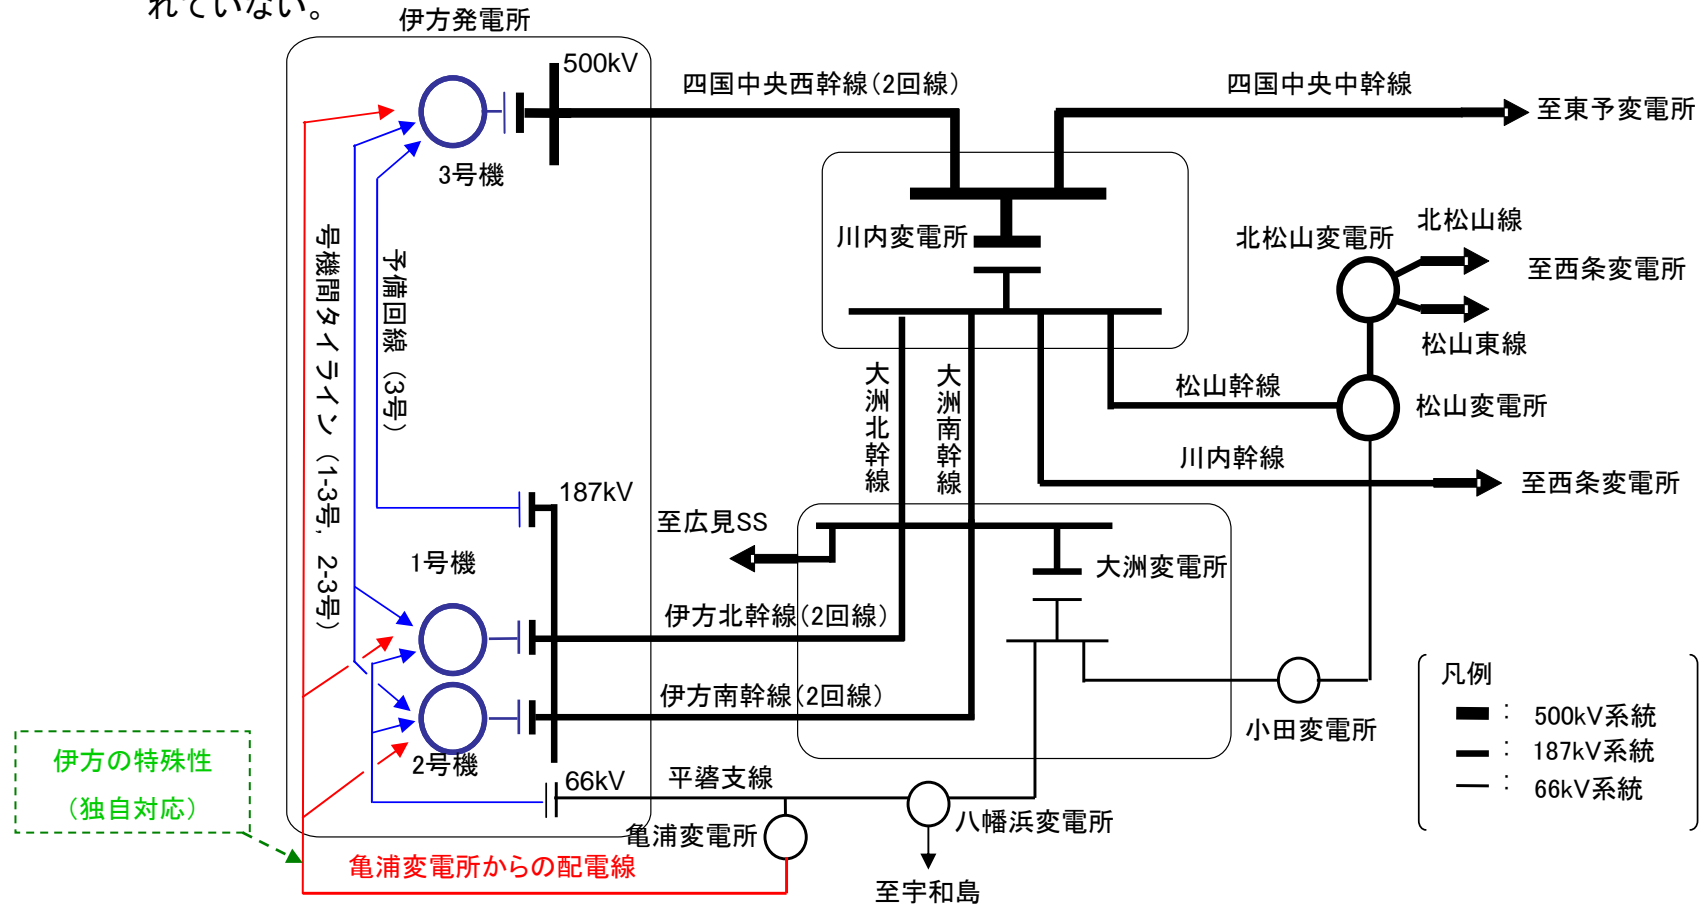 れていない。
伊方発電所
500kV
四国中央西幹線(2回線)
四国中央中幹線
至東予変電所
3号機
川内変電所
北松山変電所
北松山線
至西条変電所
松山東線
号機間タイライン (1-3号, 2-3号)
予備回線 (3号)
大洲北幹線
大洲南幹線
松山幹線
松山変電所
川内幹線
至西条変電所
187kV
至広見SS
1号機
大洲変電所
伊方北幹線(2回線)
伊方南幹線(2回線)
小田変電所
2号機
66kV
平碆支線
亀浦変電所
八幡浜変電所
至宇和島
伊方の特殊性
(独自対応)
亀浦変電所からの配電線
凡例
: 500kV系統
: 187kV系統
: 66kV系統